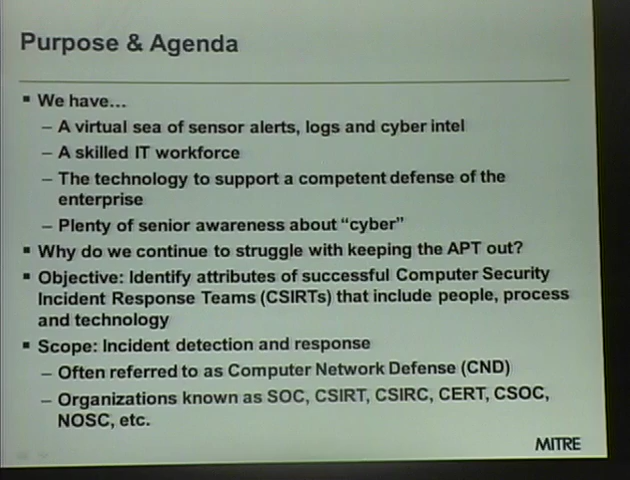 Purpose & Agenda
▪ We have…
– A virtual sea of sensor alerts, logs and cyber intel
– A skilled IT workforce
– The technology to support a competent defense of the
enterprise
– Plenty of senior awareness about “cyber”
▪ Why do we continue to struggle with keeping the APT out?
▪ Objective: Identify attributes of successful Computer Security
Incident Response Teams (CSIRTs) that include people, process
and technology
▪ Scope: Incident detection and response
– Often referred to as Computer Network Defense (CND)
– Organizations known as SOC, CSIRT, CSIRC, CERT, CSOC,
NOSC, etc.
MITRE